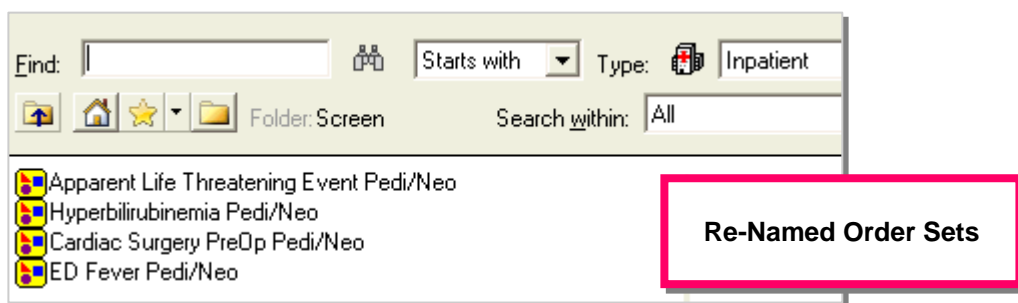 Find: Starts with Type: Inpatient
Folder: Screen Search within: All
Apparent Life Threatening Event Pedi/Neo
Hyperbilirubinemia Pedi/Neo
Cardiac Surgery PreOp Pedi/Neo
ED Fever Pedi/Neo
Re-Named Order Sets